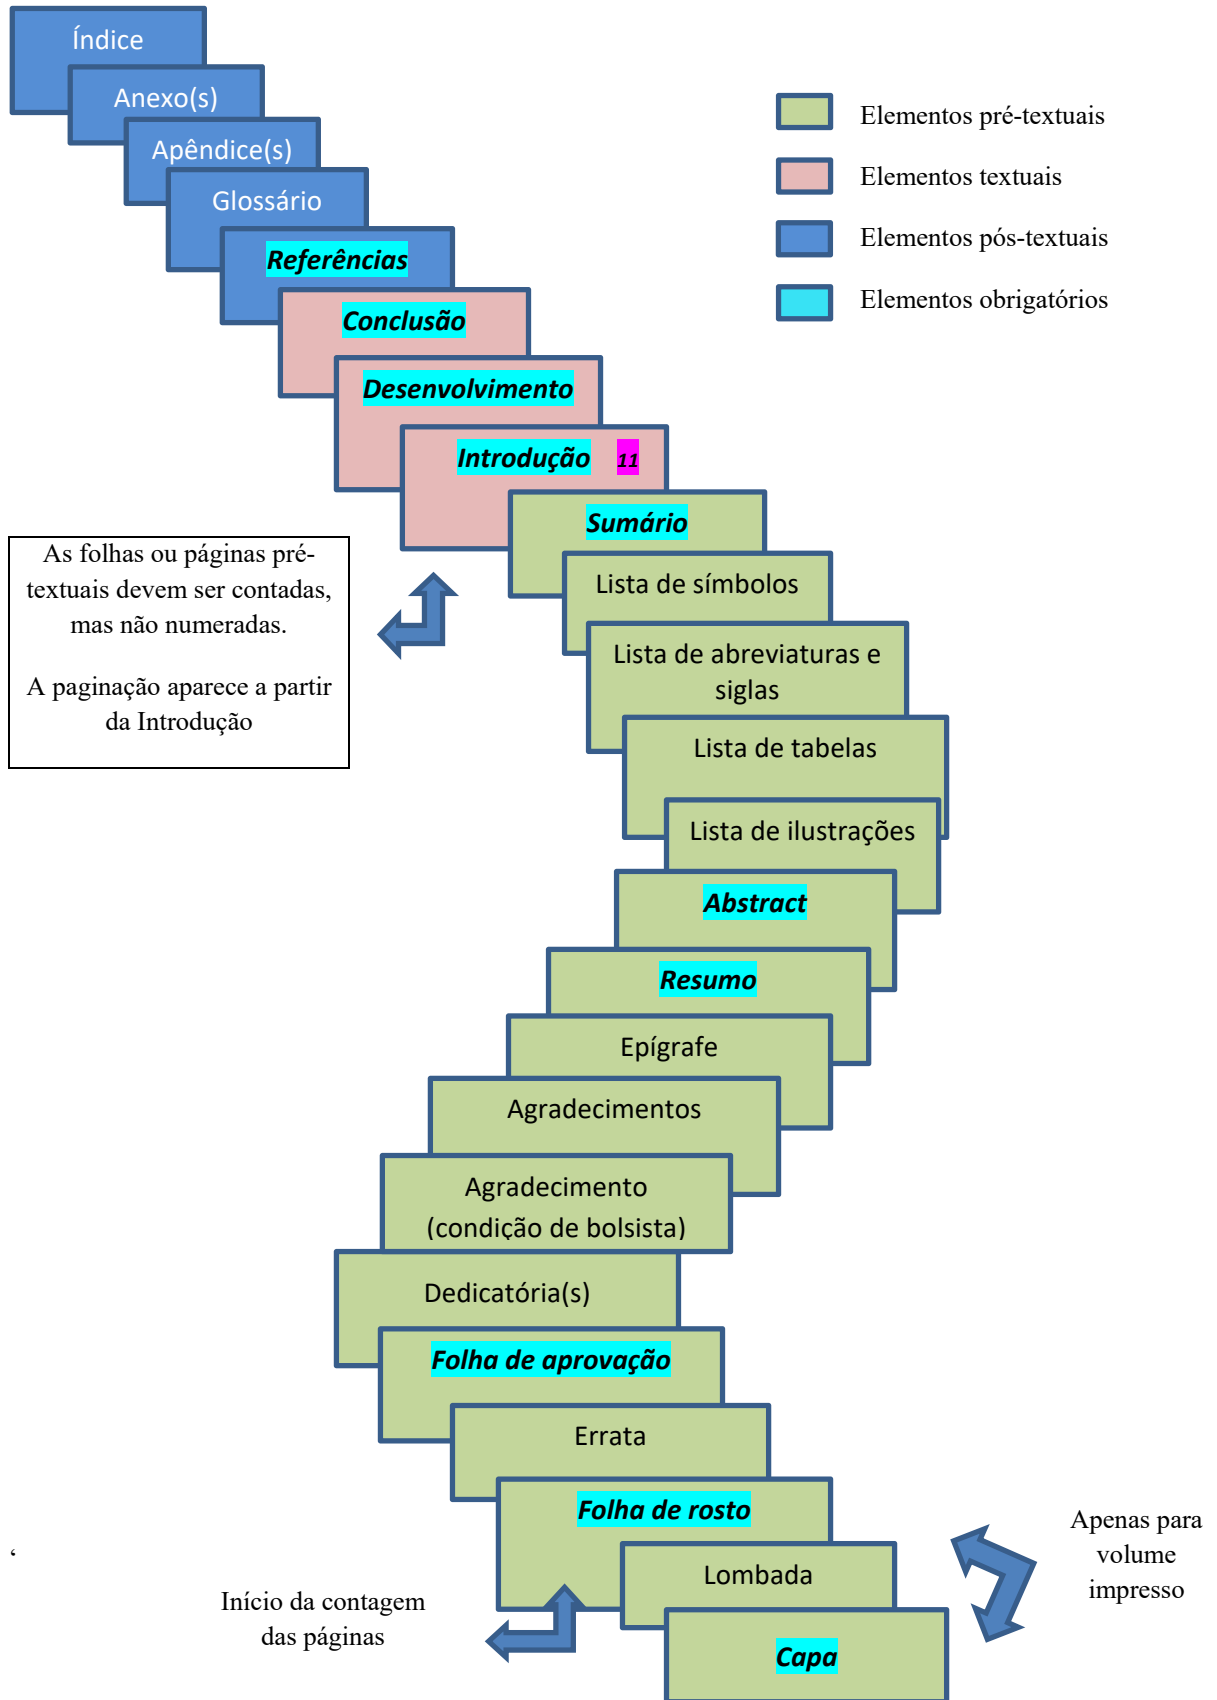 Índice
Anexo(s)
Apêndice(s)
Glossário
Referências
Conclusão
Desenvolvimento
Introdução 11
Sumário
Lista de símbolos
Lista de abreviaturas e
siglas
Lista de tabelas
Lista de ilustrações
Abstract
Resumo
Epígrafe
Agradecimentos
Agradecimento
(condição de bolsista)
Dedicatória(s)
Folha de aprovação
Errata
Folha de rosto
Lombada
Capa
Elementos pré-textuais
Elementos textuais
Elementos pós-textuais
Elementos obrigatórios
As folhas ou páginas pré-
textuais devem ser contadas,
mas não numeradas.
A paginação aparece a partir
da Introdução
‘
Início da contagem
das páginas
Apenas para
volume
impresso